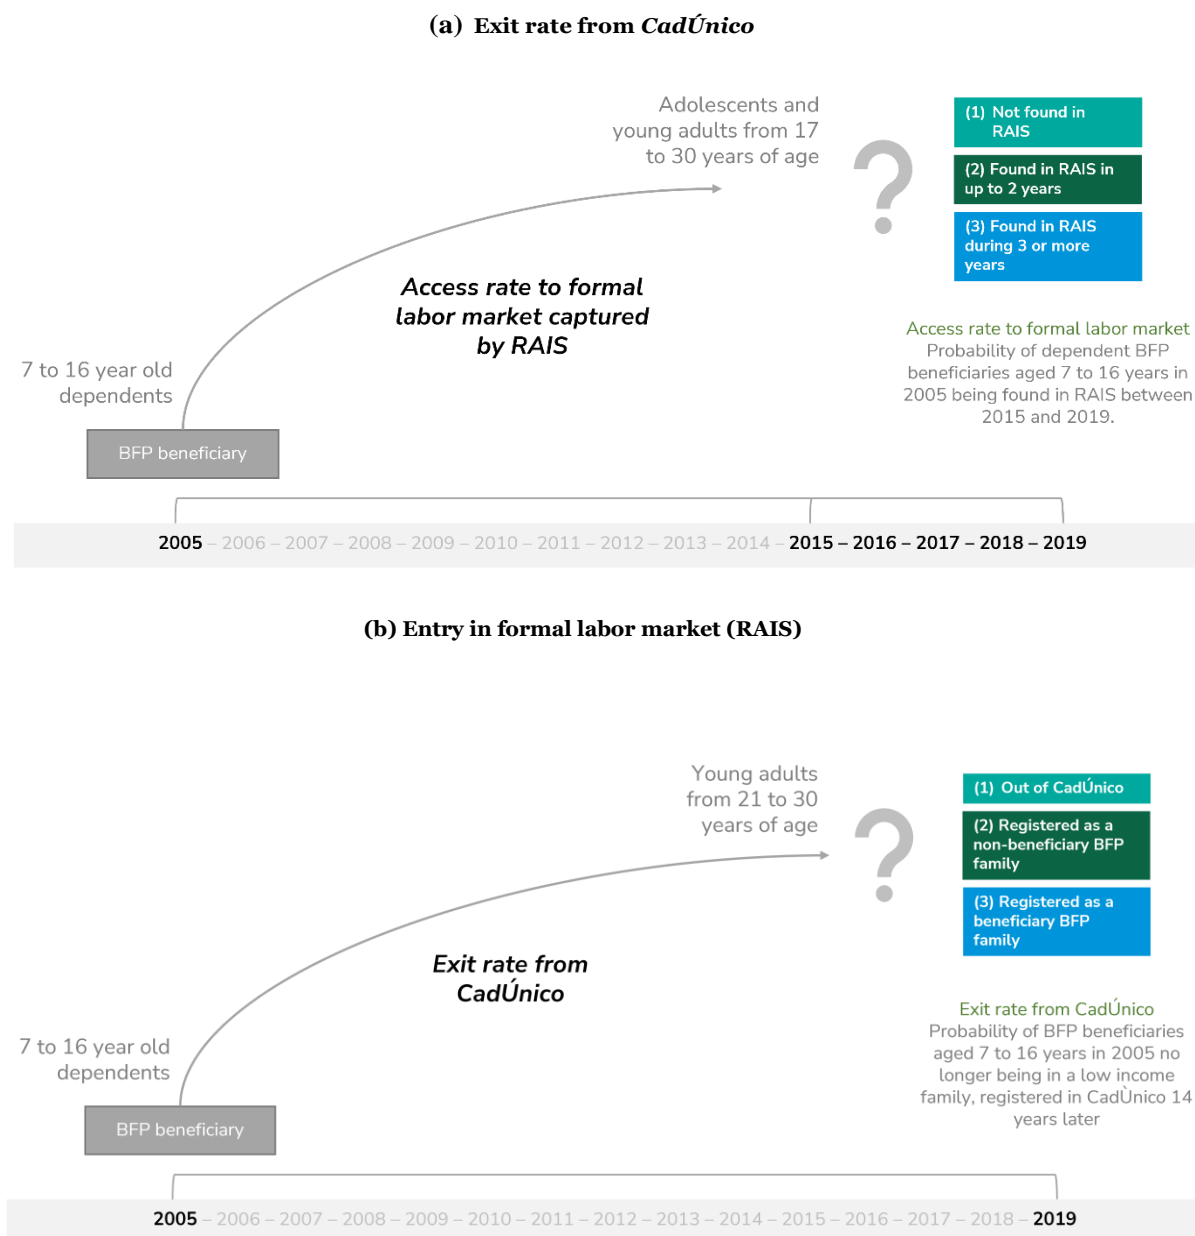 (a) Exit rate from CadÚnico
Adolescents and
young adults from 17
to 30 years of age
?
(1) Not found in
RAIS
(2) Found in RAIS in
up to 2 years
(3) Found in RAIS
during 3 or more
years
Access rate to formal
labor market captured
by RAIS
Access rate to formal labor market
Probability of dependent BFP
beneficiaries aged 7 to 16 years in
2005 being found in RAIS between
2015 and 2019.
7 to 16 year old
dependents
BFP beneficiary
2005 – 2006 – 2007 – 2008 – 2009 – 2010 – 2011 – 2012 – 2013 – 2014 – 2015 – 2016 – 2017 – 2018 – 2019
(b) Entry in formal labor market (RAIS)
Young adults
from 21 to 30
years of age
?
(1) Out of CadÚnico
(2) Registered as a
non-beneficiary BFP
family
(3) Registered as a
beneficiary BFP
family
Exit rate from
CadÚnico
Exit rate from CadÚnico
Probability of BFP beneficiaries
aged 7 to 16 years in 2005 no
longer being in a low income
family, registered in CadÙnico 14
years later
7 to 16 year old
dependents
BFP beneficiary
2005 – 2006 – 2007 – 2008 – 2009 – 2010 – 2011 – 2012 – 2013 – 2014 – 2015 – 2016 – 2017 – 2018 – 2019